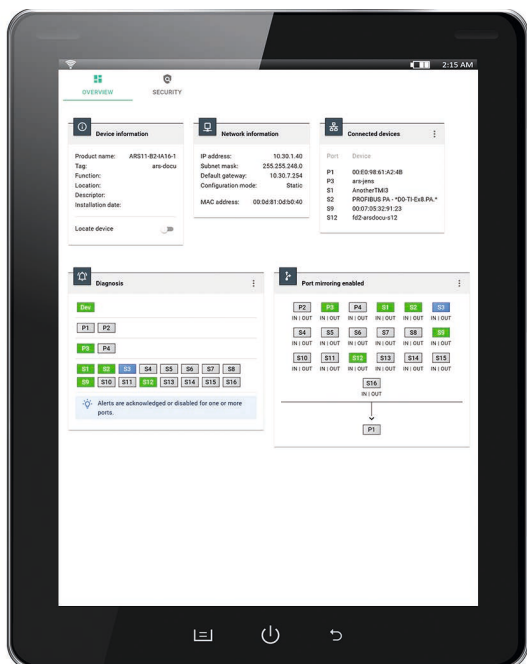 2:15 AM
OVERVIEW
SECURITY
Device information
Product name: ARS11-B2-IA16-1
Tag: ars-docu
Function:
Location:
Descriptor:
Installation date:
Locate device
Network information
IP address: 10.30.1.40
Subnet mask: 255.255.248.0
Default gateway: 10.30.7.254
Configuration mode: Static
MAC address: 00:0d:81:0d:b0:40
Connected devices
Port Device
P1 00:E0:98:61:A2:4B
P3 ars-jens
S1 AnotherTMI3
S2 PROFIBUS PA - *D0-TI-Ex8.PA.*
S9 00:07:05:32:91:23
S12 fd2-arsdocu-s12
Diagnosis
Dev
P1 P2
P3 P4
S1 S2 S3 S4 S5 S6 S7 S8
S9 S10 S11 S12 S13 S14 S15 S16
Alerts are acknowledged or disabled for one or more
ports.
Port mirroring enabled
P2 P3 P4 S1 S2 S3
IN | OUT IN | OUT IN | OUT IN | OUT IN | OUT IN | OUT
S4 S5 S6 S7 S8 S9
IN | OUT IN | OUT IN | OUT IN | OUT IN | OUT IN | OUT
S10 S11 S12 S13 S14 S15
IN | OUT IN | OUT IN | OUT IN | OUT IN | OUT IN | OUT
S16
IN | OUT
P1